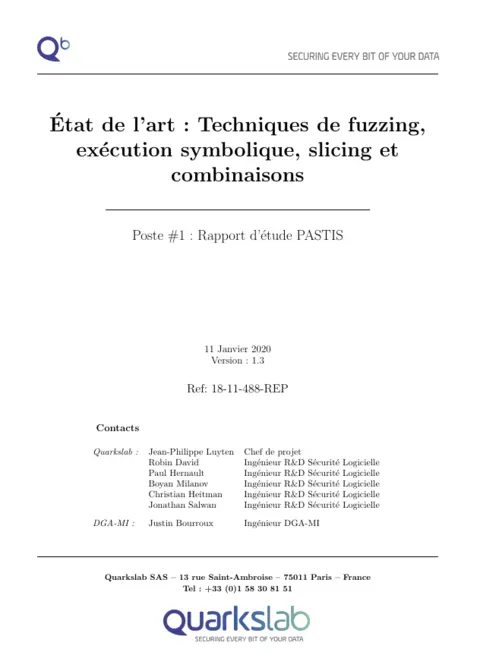 Qb
SECURING EVERY BIT OF YOUR DATA
État de l'art : Techniques de fuzzing,
exécution symbolique, slicing et
combinaisons
Poste #1 : Rapport d'étude PASTIS
11 Janvier 2020
Version : 1.3
Ref: 18-11-488-REP
Contacts
Quarkslab : Jean-Philippe Luyten Chef de projet
Robin David Ingénieur R&D Sécurité Logicielle
Paul Hernault Ingénieur R&D Sécurité Logicielle
Boyan Milanov Ingénieur R&D Sécurité Logicielle
Christian Heitman Ingénieur R&D Sécurité Logicielle
Jonathan Salwan Ingénieur R&D Sécurité Logicielle
DGA-MI : Justin Bourroux Ingénieur DGA-MI
Quarkslab SAS – 13 rue Saint-Ambroise – 75011 Paris – France
Tel : +33 (0)1 58 30 81 51
Quarkslab
SECURING EVERY BIT OF YOUR DATA